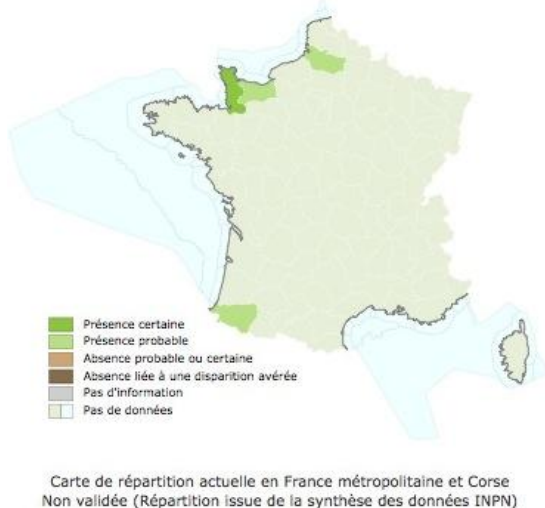 Présence certaine
Présence probable
Absence probable ou certaine
Absence liée à une disparition avérée
Pas d'information
Pas de données
Carte de répartition actuelle en France métropolitaine et Corse
Non validée (Répartition issue de la synthèse des données INPN)